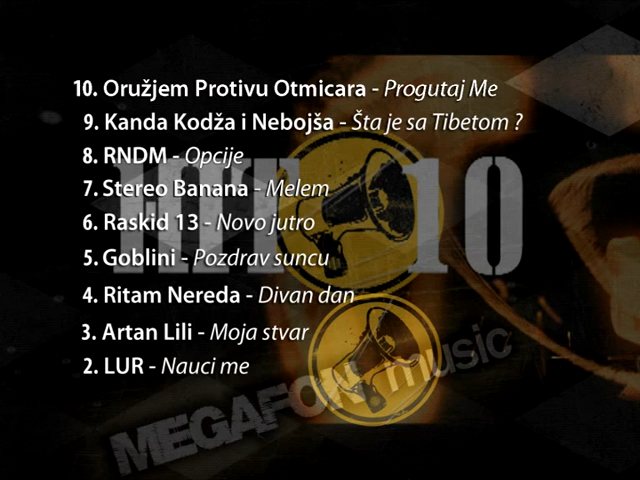 10. Oružjem Protivu Otmicara - Progutaj Me
9. Kanda Kodža i Nebojša - Šta je sa Tibetom ?
8. RNDM - Opcije
7. Stereo Banana - Melem
6. Raskid 13 - Novo jutro
5. Goblini - Pozdrav suncu
4. Ritam Nereda - Divan dan
3. Artan Lili - Moja stvar
2. LUR - Nauci me
HIT 10
MEGAFON music